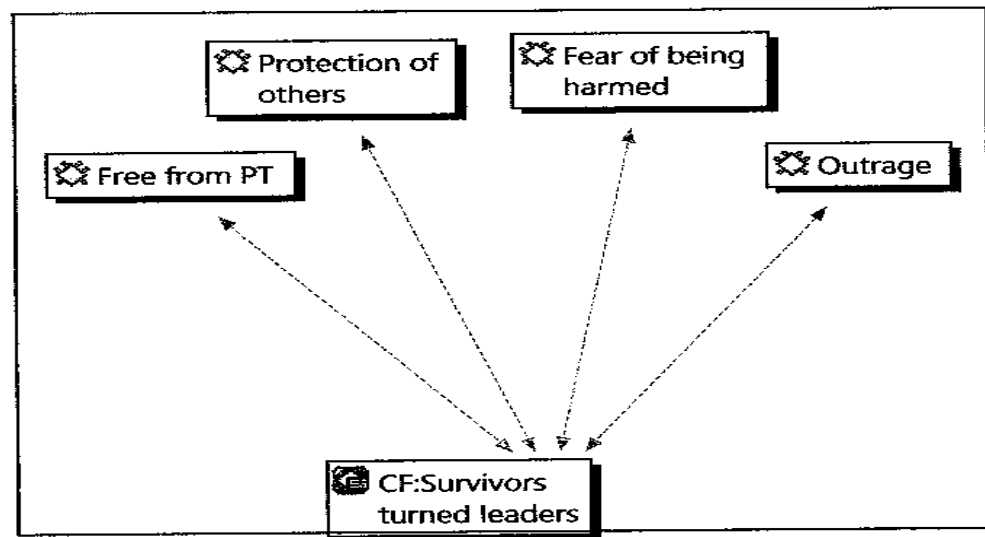 Protection of
others
Fear of being
harmed
Free from PT
Outrage
CF:Survivors
turned leaders